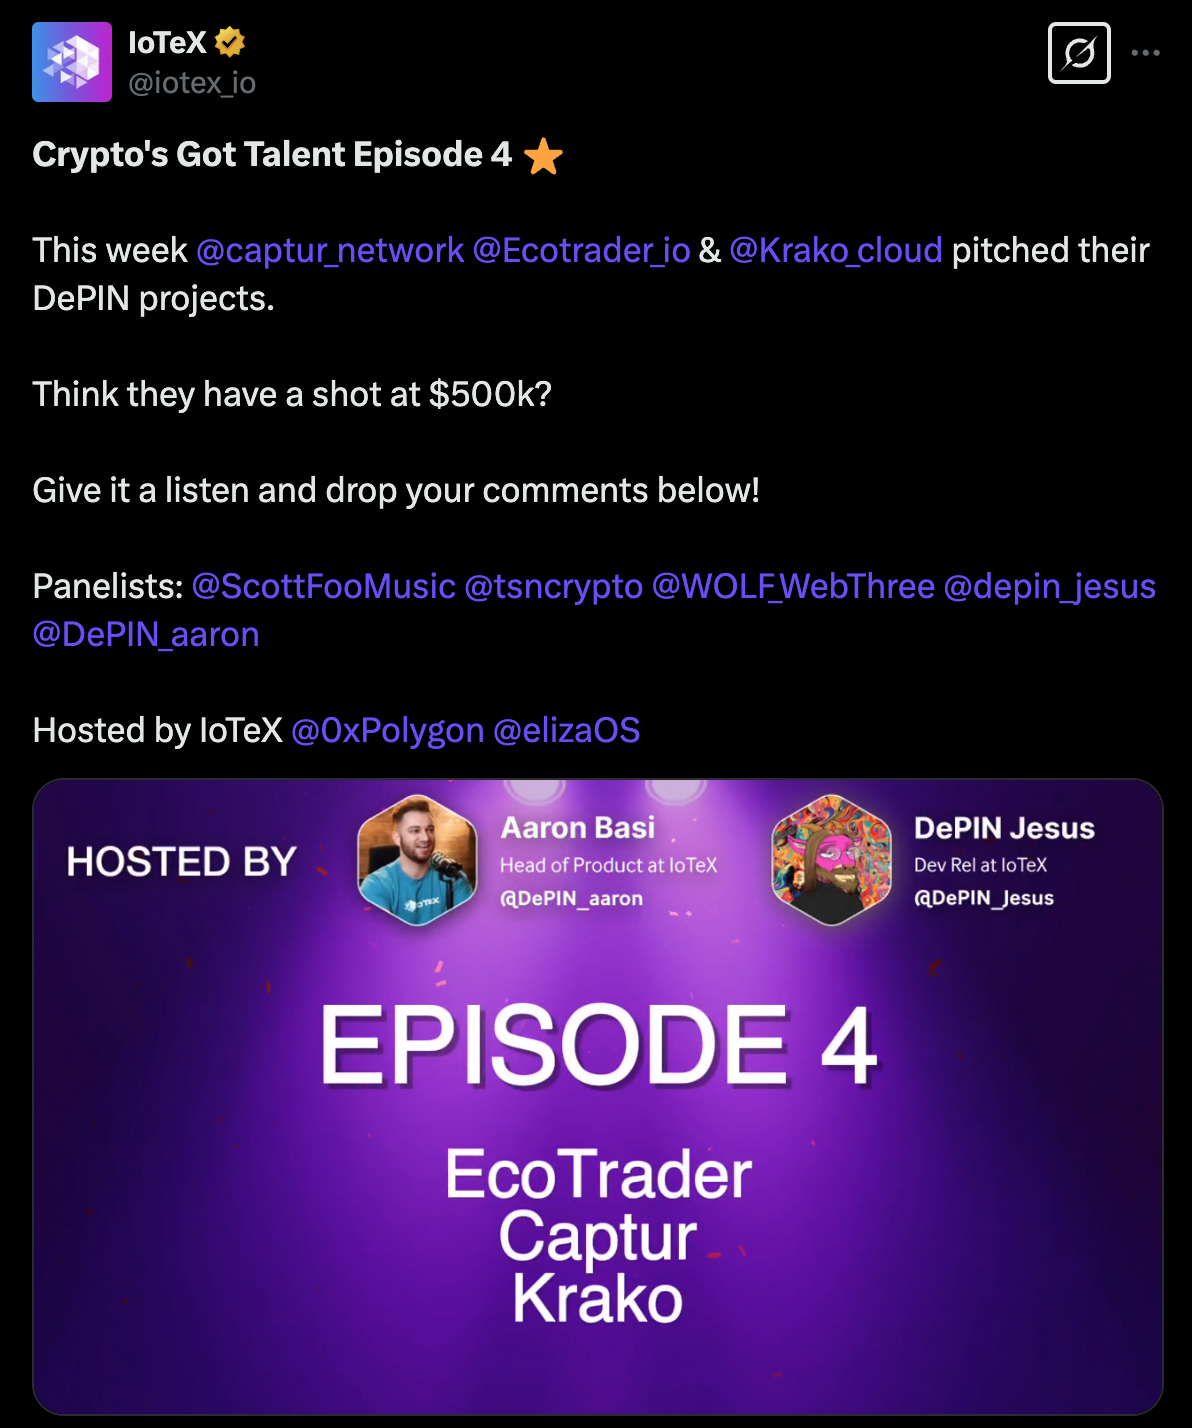 IoTeX
@iotex_io
Crypto's Got Talent Episode 4
This week @captur_network @Ecotrader_io & @Krako_cloud pitched their
DePIN projects.
Think they have a shot at $500k?
Give it a listen and drop your comments below!
Panelists: @ScottFooMusic @tsncrypto @WOLF_WebThree @depin_jesus
@DePIN_aaron
Hosted by IoTeX @0xPolygon @elizaOS
HOSTED BY
Aaron Basi
Head of Product at IoTeX
@DePIN_aaron
IOTEX
DePIN Jesus
Dev Rel at IoTeX
@DePIN_Jesus
EPISODE 4
EcoTrader
Captur
Krako